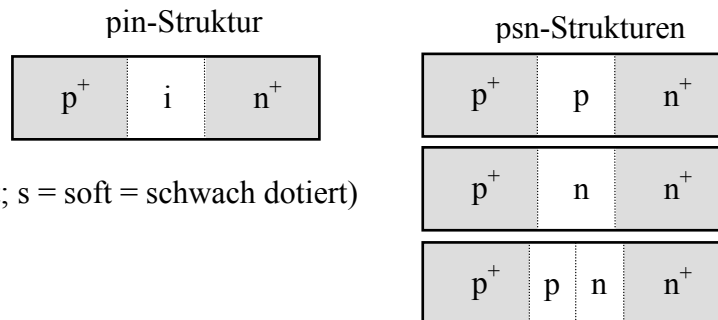 pin-Struktur
p⁺ i n⁺
; s = soft = schwach dotiert)
psn-Strukturen
p⁺ p n⁺
p⁺ n n⁺
p⁺ p n n⁺